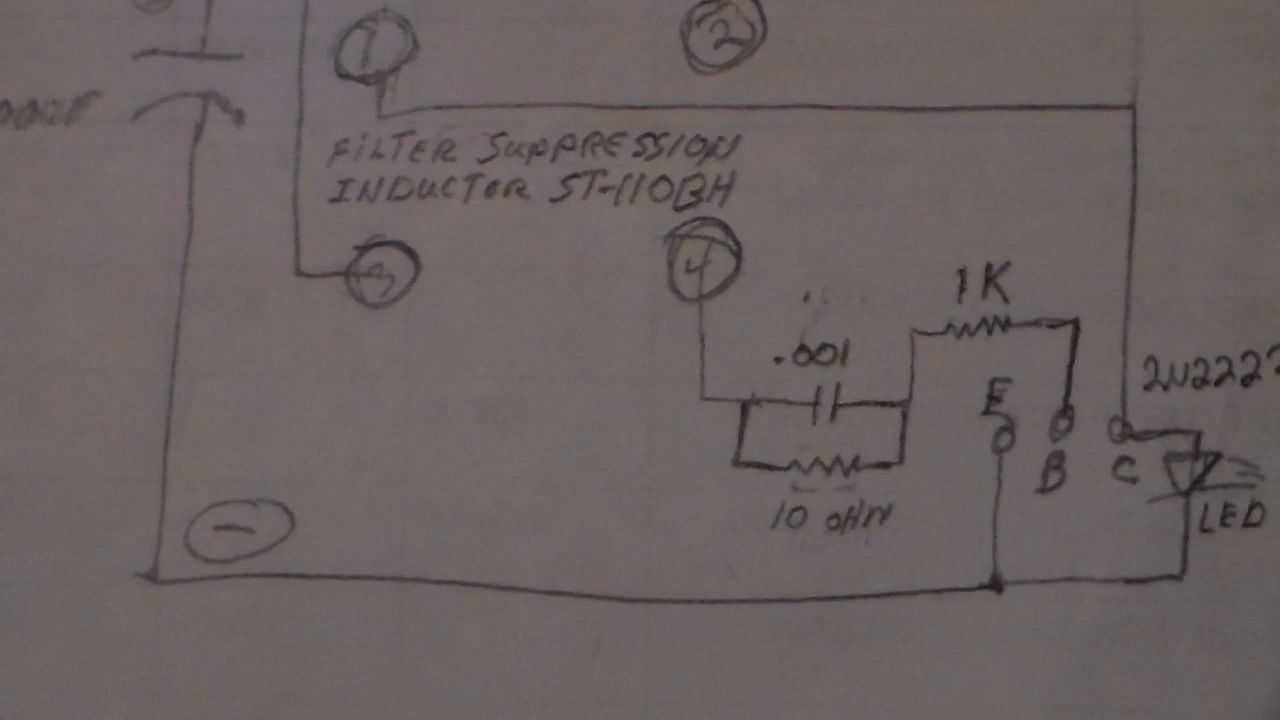 1
2
FILTER SUPPRESSION
INDUCTOR ST-110BH
3
4
1K
.001
2N222
E
B
C
10 OHM
LED
−